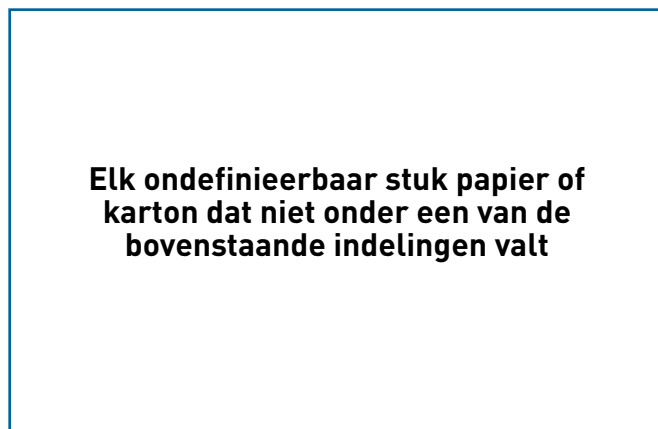 Elk ondefinieerbaar stuk papier of
karton dat niet onder een van de
bovenstaande indelingen valt